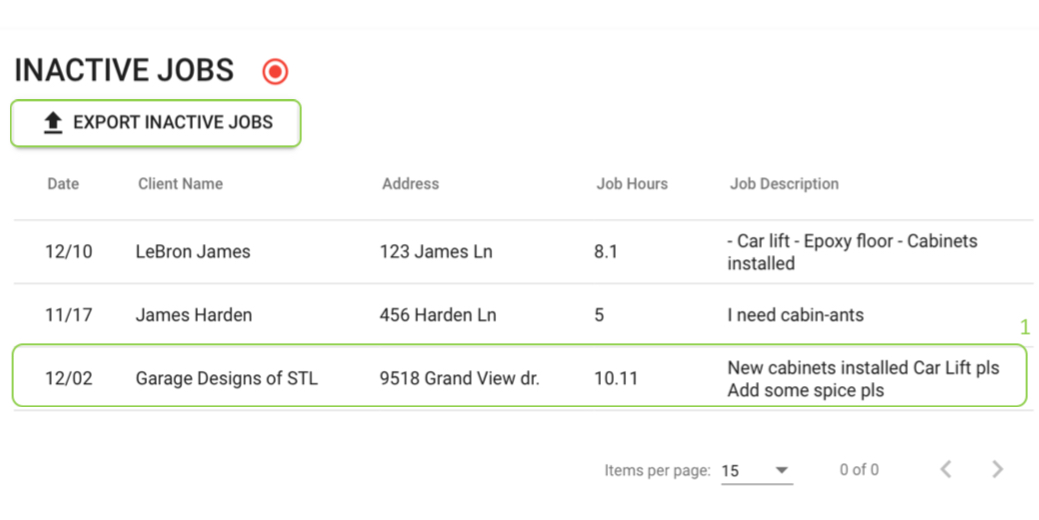 INACTIVE JOBS
EXPORT INACTIVE JOBS
Date Client Name Address Job Hours Job Description
12/10 LeBron James 123 James Ln 8.1 - Car lift - Epoxy floor - Cabinets
installed
11/17 James Harden 456 Harden Ln 5 I need cabin-ants
1
12/02 Garage Designs of STL 9518 Grand View dr. 10.11 New cabinets installed Car Lift pls
Add some spice pls
Items per page: 15 0 of 0